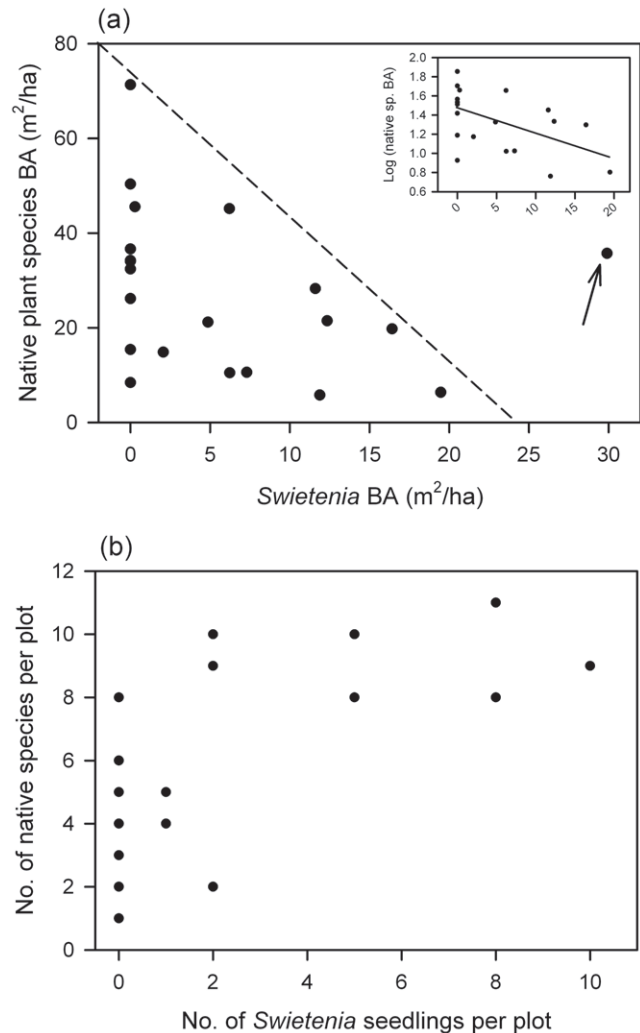 (a)
Native plant species BA (m²/ha)
80
60
40
20
0
0 5 10 15 20 25 30
Swietenia BA (m²/ha)
Log (native sp. BA)
2.0
1.8
1.6
1.4
1.2
1.0
0.8
0.6
0 5 10 15 20
(b)
No. of native species per plot
12
10
8
6
4
2
0
0 2 4 6 8 10
No. of Swietenia seedlings per plot